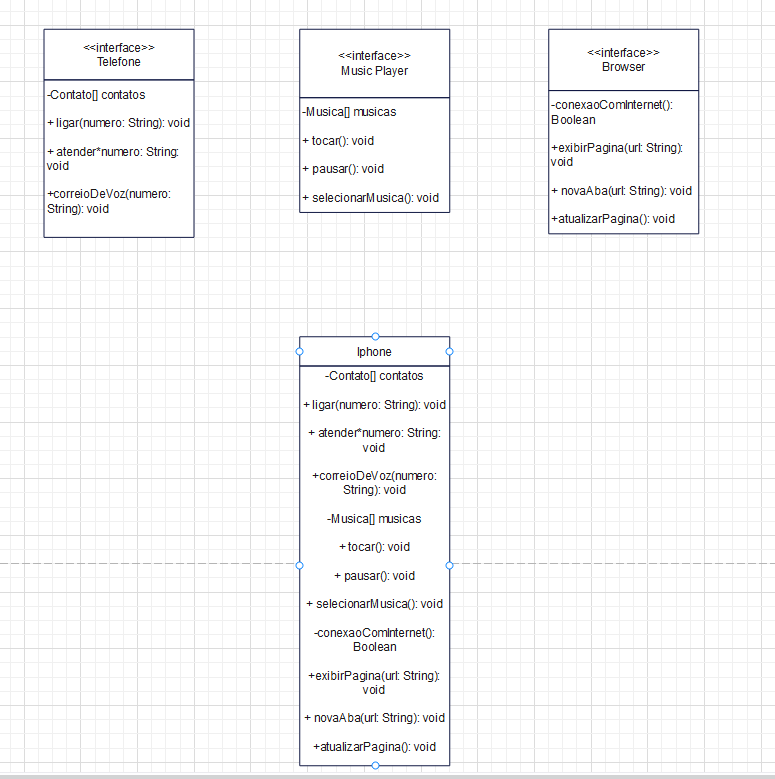 <<interface>>
Telefone
-Contato[] contatos
+ ligar(numero: String): void
+ atender*numero: String:
void
+correioDeVoz(numero:
String): void
<<interface>>
Music Player
-Musica[] musicas
+ tocar(): void
+ pausar(): void
+ selecionarMusica(): void
<<interface>>
Browser
-conexaoComInternet():
Boolean
+exibirPagina(url: String):
void
+ novaAba(url: String): void
+atualizarPagina(): void
Iphone
-Contato[] contatos
+ ligar(numero: String): void
+ atender*numero: String:
void
+correioDeVoz(numero:
String): void
-Musica[] musicas
+ tocar(): void
+ pausar(): void
+ selecionarMusica(): void
-conexaoComInternet():
Boolean
+exibirPagina(url: String):
void
+ novaAba(url: String): void
+atualizarPagina(): void